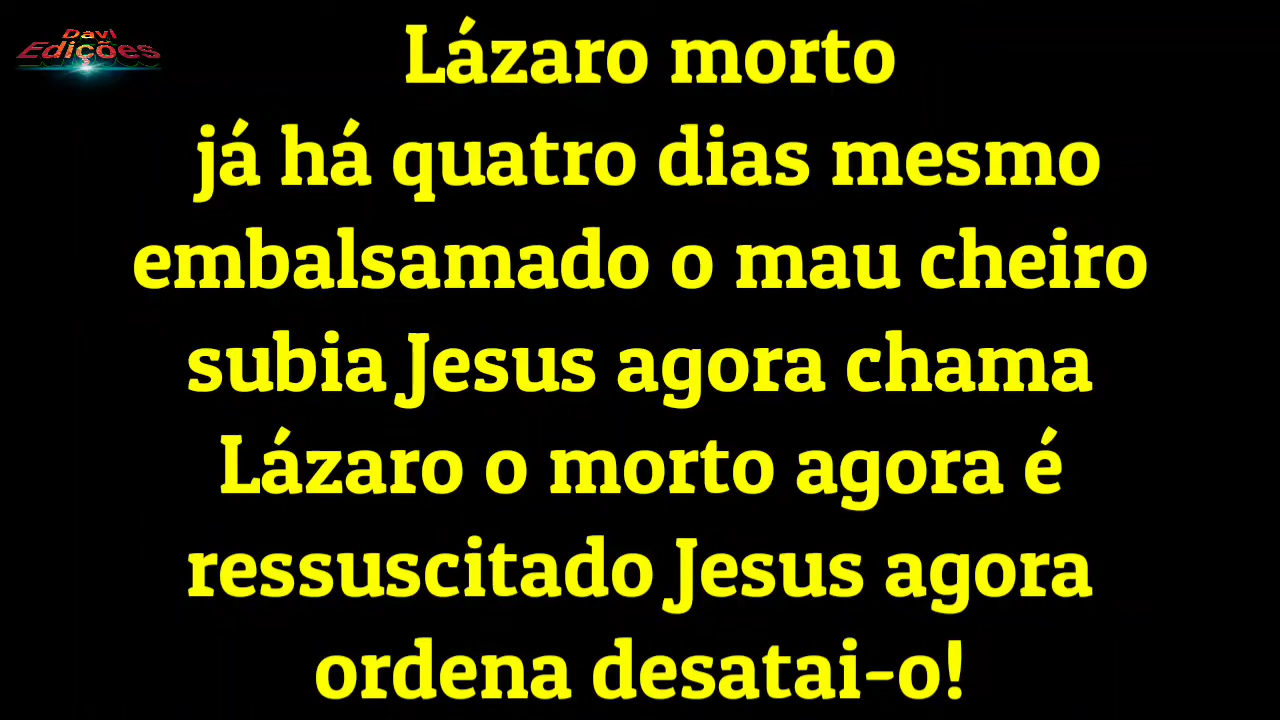 Davi
Edições
Lázaro morto
já há quatro dias mesmo
embalsamado o mau cheiro
subia Jesus agora chama
Lázaro o morto agora é
ressuscitado Jesus agora
ordena desatai-o!